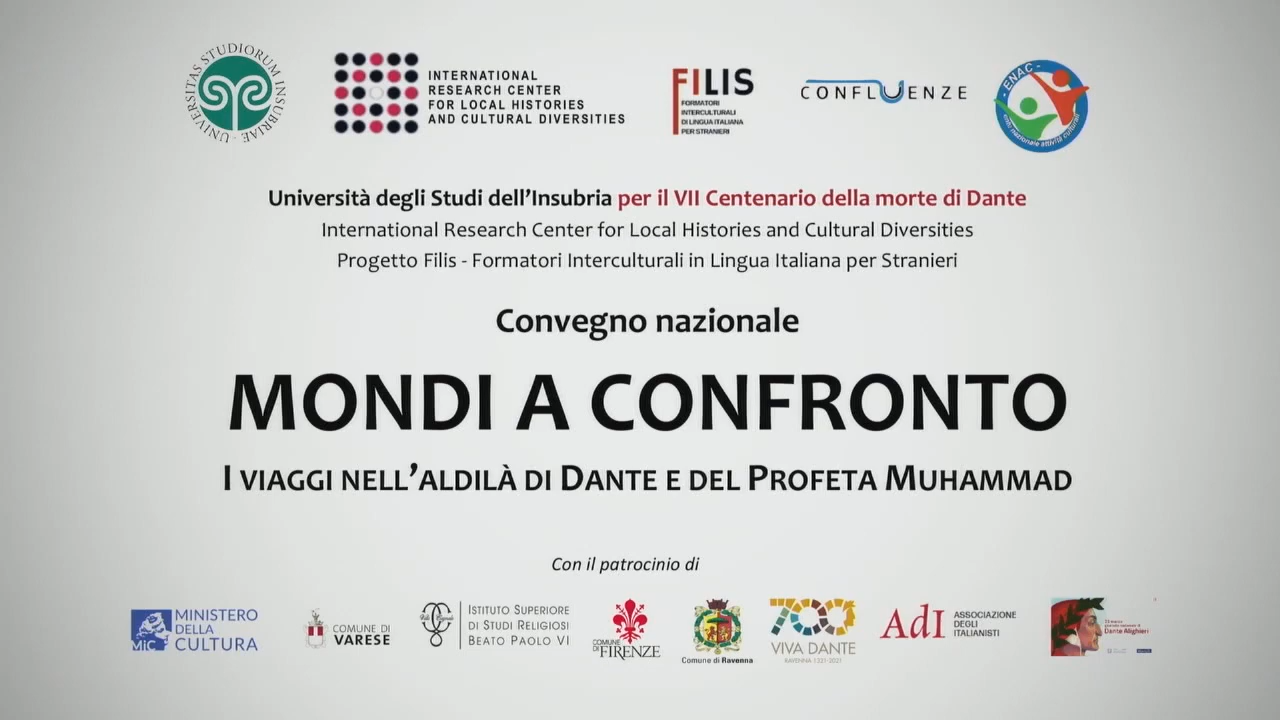 UNIVERSITAS STUDIORUM INSUBRIAE
INTERNATIONAL
RESEARCH CENTER
FOR LOCAL HISTORIES
AND CULTURAL DIVERSITIES
FILIS
FORMATORI
INTERCULTURALI
DI LINGUA ITALIANA
PER STRANIERI
CONFLUENZE
- ENAC -
ente nazionale attività culturali
Università degli Studi dell'Insubria per il VII Centenario della morte di Dante
International Research Center for Local Histories and Cultural Diversities
Progetto Filis - Formatori Interculturali in Lingua Italiana per Stranieri
Convegno nazionale
MONDI A CONFRONTO
I VIAGGI NELL'ALDILÀ DI DANTE E DEL PROFETA MUHAMMAD
Con il patrocinio di
MIC
MINISTERO
DELLA
CULTURA
COMUNE DI
VARESE
ISTITUTO SUPERIORE
DI STUDI RELIGIOSI
BEATO PAOLO VI
COMUNE DI
FIRENZE
Comune di Ravenna
700
VIVA DANTE
RAVENNA 1321-2021
AdI
ASSOCIAZIONE
DEGLI
ITALIANISTI
Dante Alighieri